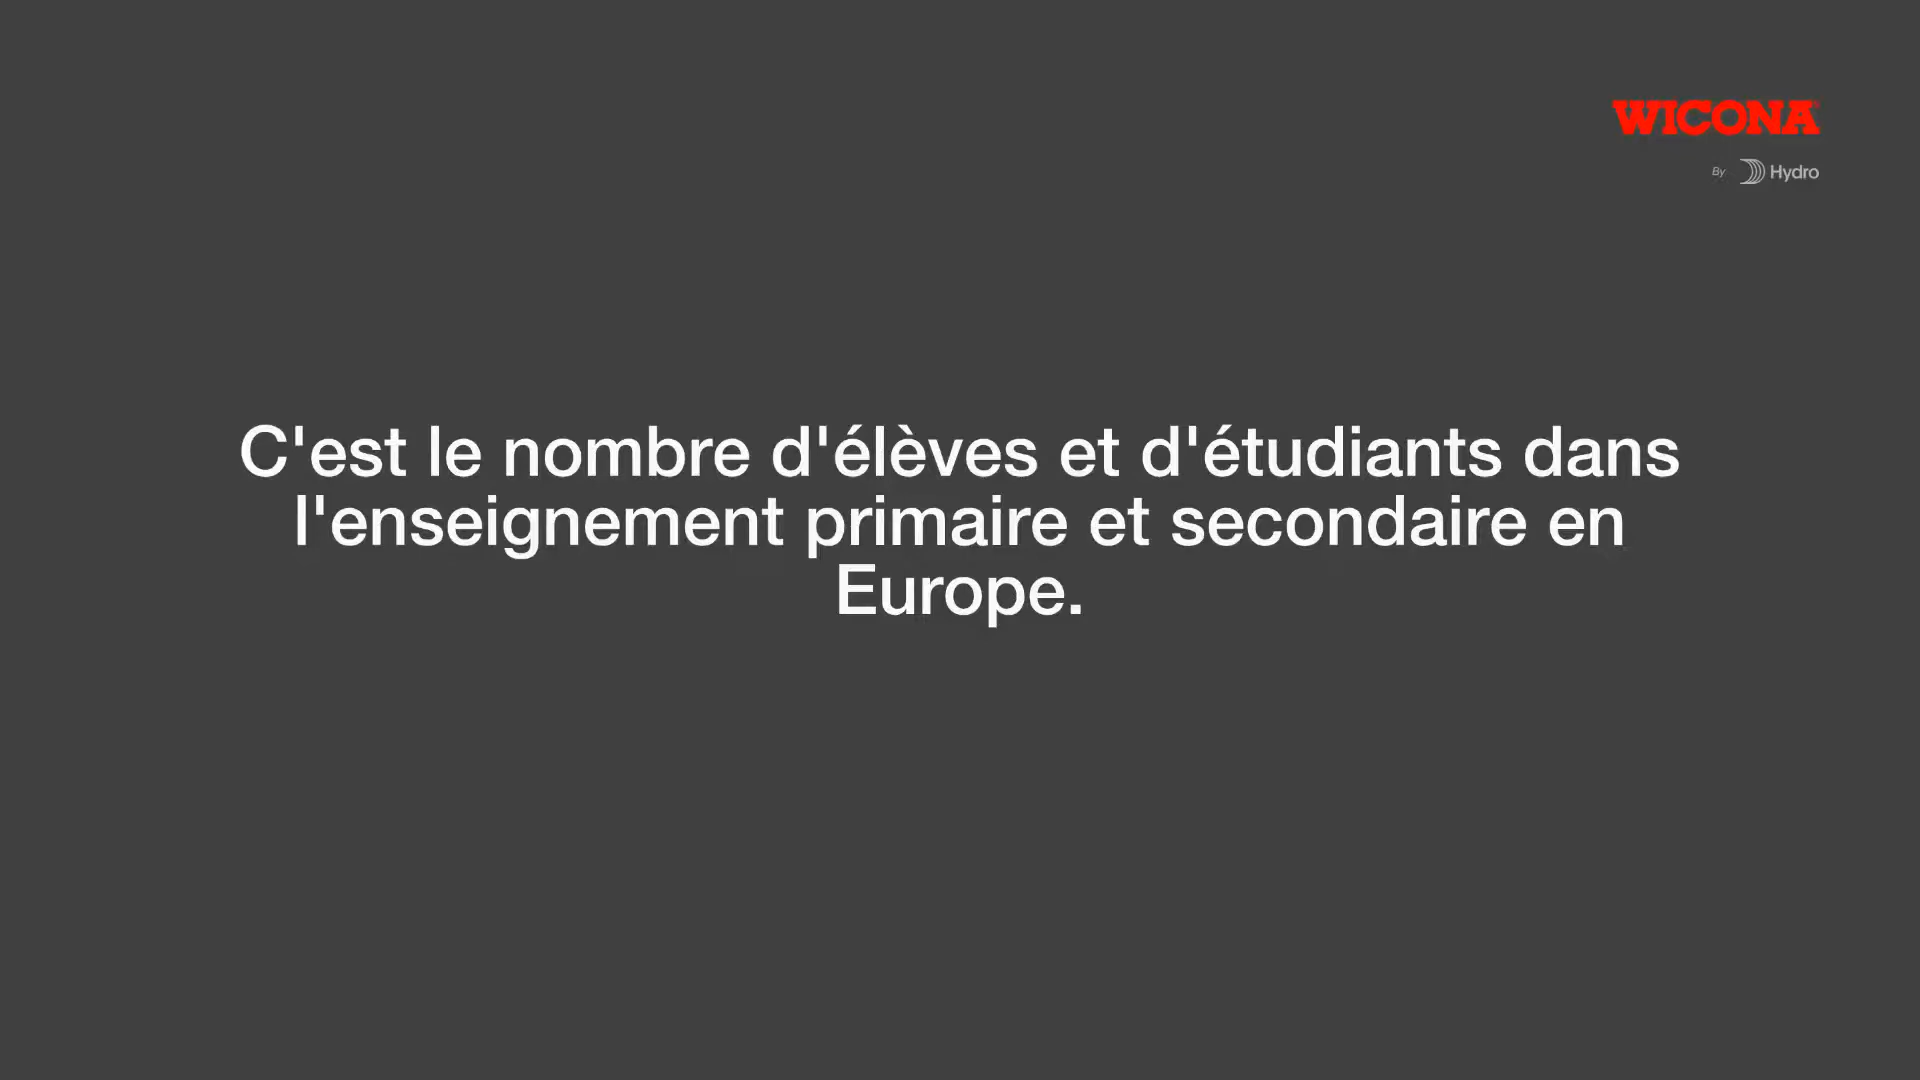 WICONA
By Hydro
C'est le nombre d'élèves et d'étudiants dans
l'enseignement primaire et secondaire en
Europe.